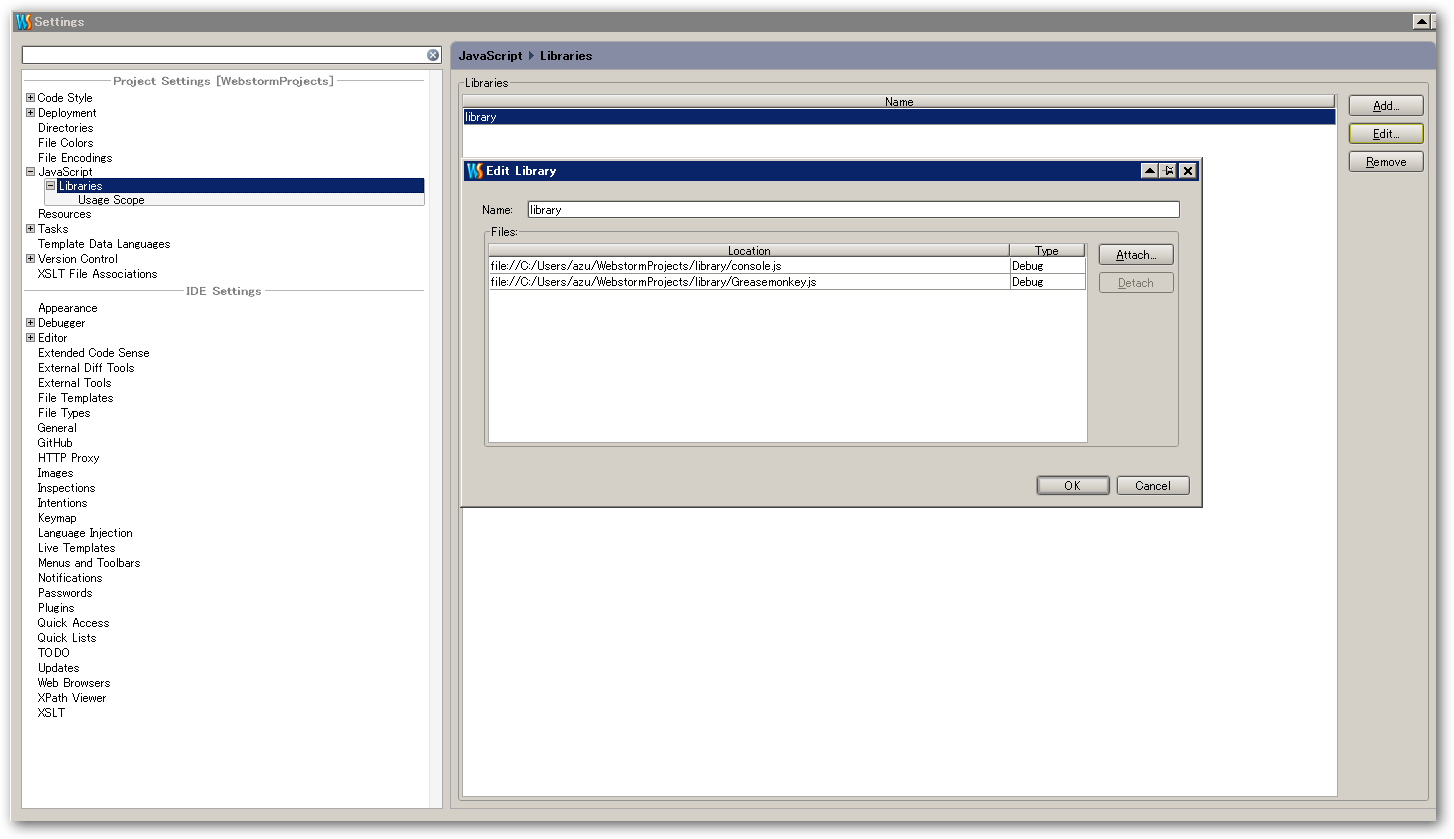 Settings
Project Settings [WebstormProjects]
Code Style
Deployment
Directories
File Colors
File Encodings
JavaScript
Libraries
Usage Scope
Resources
Tasks
Template Data Languages
Version Control
XSLT File Associations
IDE Settings
Appearance
Debugger
Editor
Extended Code Sense
External Diff Tools
External Tools
File Templates
File Types
General
GitHub
HTTP Proxy
Images
Inspections
Intentions
Keymap
Language Injection
Live Templates
Menus and Toolbars
Notifications
Passwords
Plugins
Quick Access
Quick Lists
TODO
Updates
Web Browsers
XPath Viewer
XSLT
JavaScript Libraries
Libraries
Name
library
Add...
Edit...
Remove
WS Edit Library
Name: library
Files:
Location Type
file://C:/Users/azu/WebstormProjects/library/console.js Debug
file://C:/Users/azu/WebstormProjects/library/Greasemonkey.js Debug
Attach...
Detach
OK Cancel